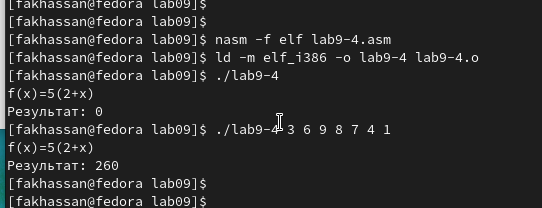 [fakhassan@fedora lab09]$
[fakhassan@fedora lab09]$
[fakhassan@fedora lab09]$ nasm -f elf lab9-4.asm
[fakhassan@fedora lab09]$ ld -m elf_i386 -o lab9-4 lab9-4.o
[fakhassan@fedora lab09]$ ./lab9-4
f(x)=5(2+x)
Результат: 0
[fakhassan@fedora lab09]$ ./lab9-4 3 6 9 8 7 4 1
f(x)=5(2+x)
Результат: 260
[fakhassan@fedora lab09]$
[fakhassan@fedora lab09]$